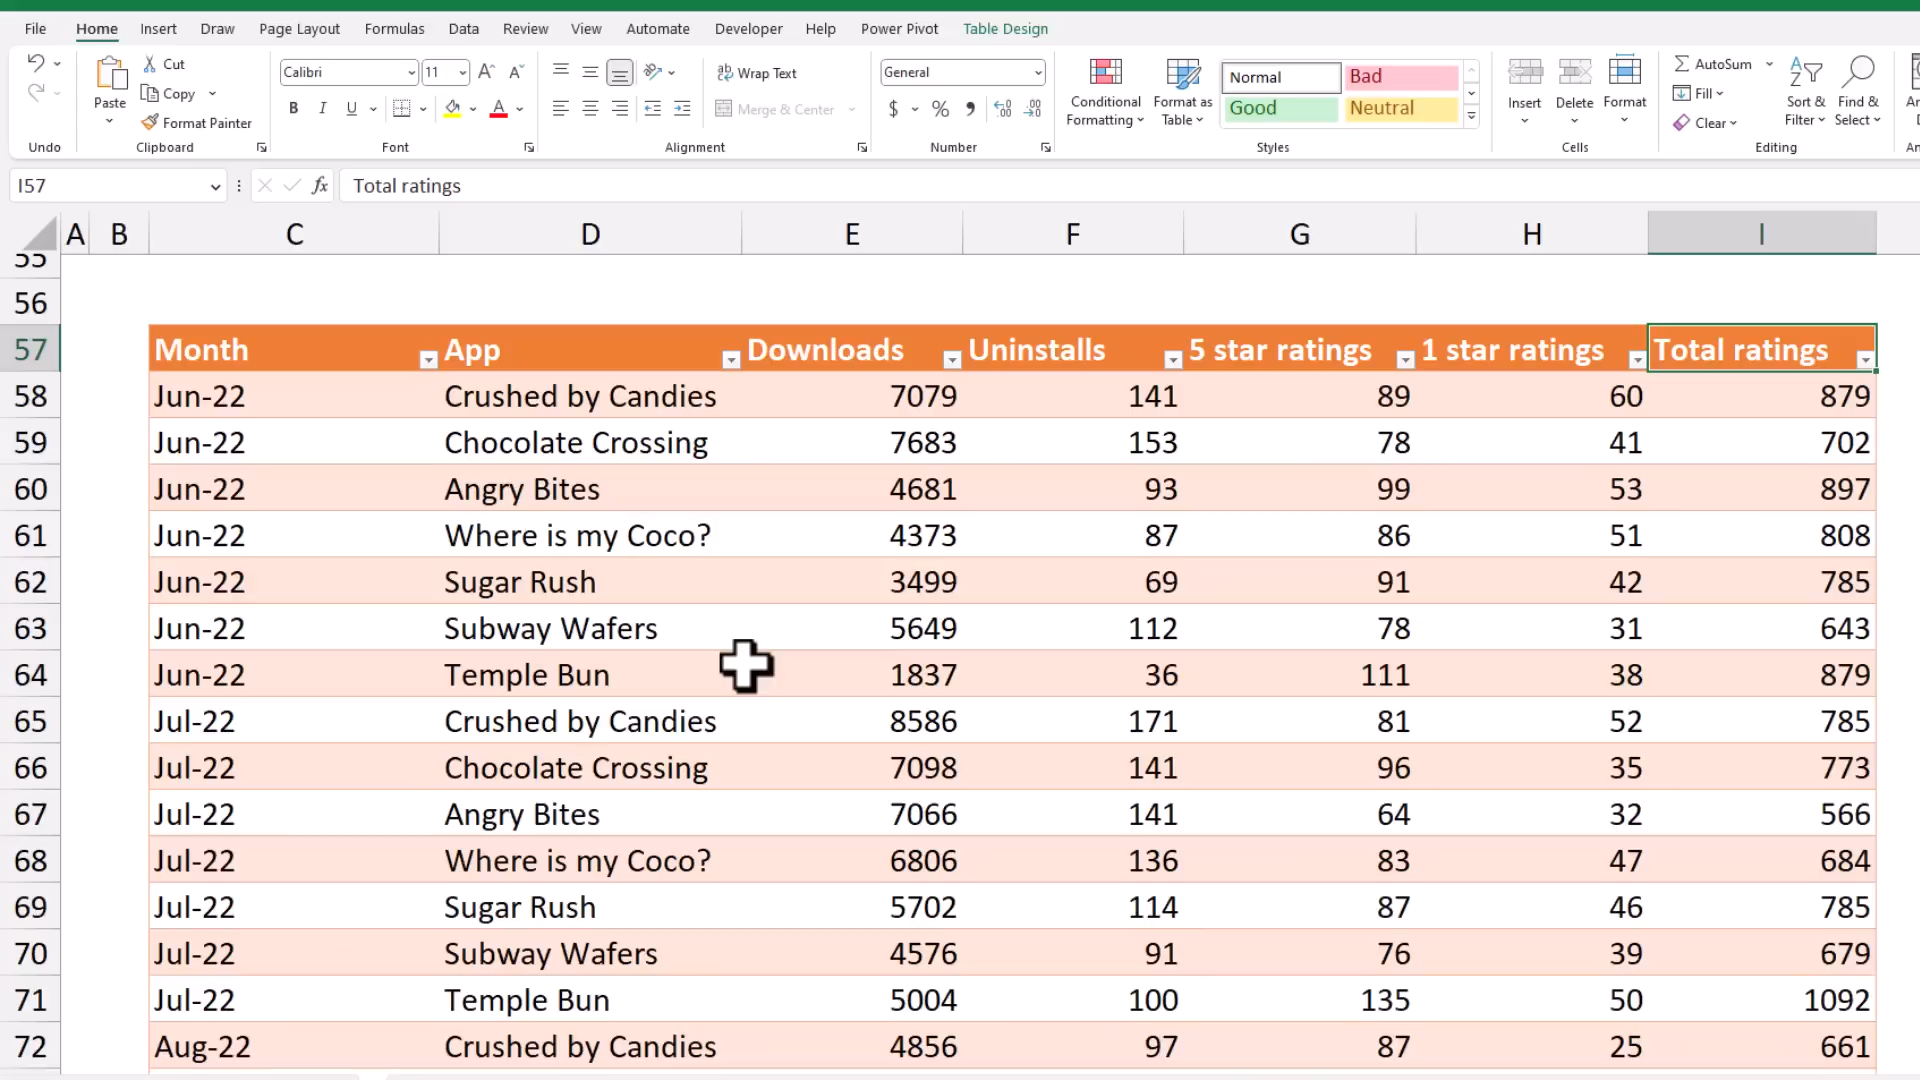 File Home Insert Draw Page Layout Formulas Data Review View Automate Developer Help Power Pivot Table Design
Paste
Cut
Copy
Format Painter
Calibri 11
B I U
Wrap Text
Merge & Center
General
$ %
Conditional Formatting
Format as Table
Normal Bad
Good Neutral
Insert Delete Format
AutoSum
Fill
Clear
Sort & Filter
Find & Select
Undo Clipboard Font Alignment Number Styles Cells Editing
I57 fx Total ratings
A B C D E F G H I
55
56
57 Month App Downloads Uninstalls 5 star ratings 1 star ratings Total ratings
58 Jun-22 Crushed by Candies 7079 141 89 60 879
59 Jun-22 Chocolate Crossing 7683 153 78 41 702
60 Jun-22 Angry Bites 4681 93 99 53 897
61 Jun-22 Where is my Coco? 4373 87 86 51 808
62 Jun-22 Sugar Rush 3499 69 91 42 785
63 Jun-22 Subway Wafers 5649 112 78 31 643
64 Jun-22 Temple Bun 1837 36 111 38 879
65 Jul-22 Crushed by Candies 8586 171 81 52 785
66 Jul-22 Chocolate Crossing 7098 141 96 35 773
67 Jul-22 Angry Bites 7066 141 64 32 566
68 Jul-22 Where is my Coco? 6806 136 83 47 684
69 Jul-22 Sugar Rush 5702 114 87 46 785
70 Jul-22 Subway Wafers 4576 91 76 39 679
71 Jul-22 Temple Bun 5004 100 135 50 1092
72 Aug-22 Crushed by Candies 4856 97 87 25 661